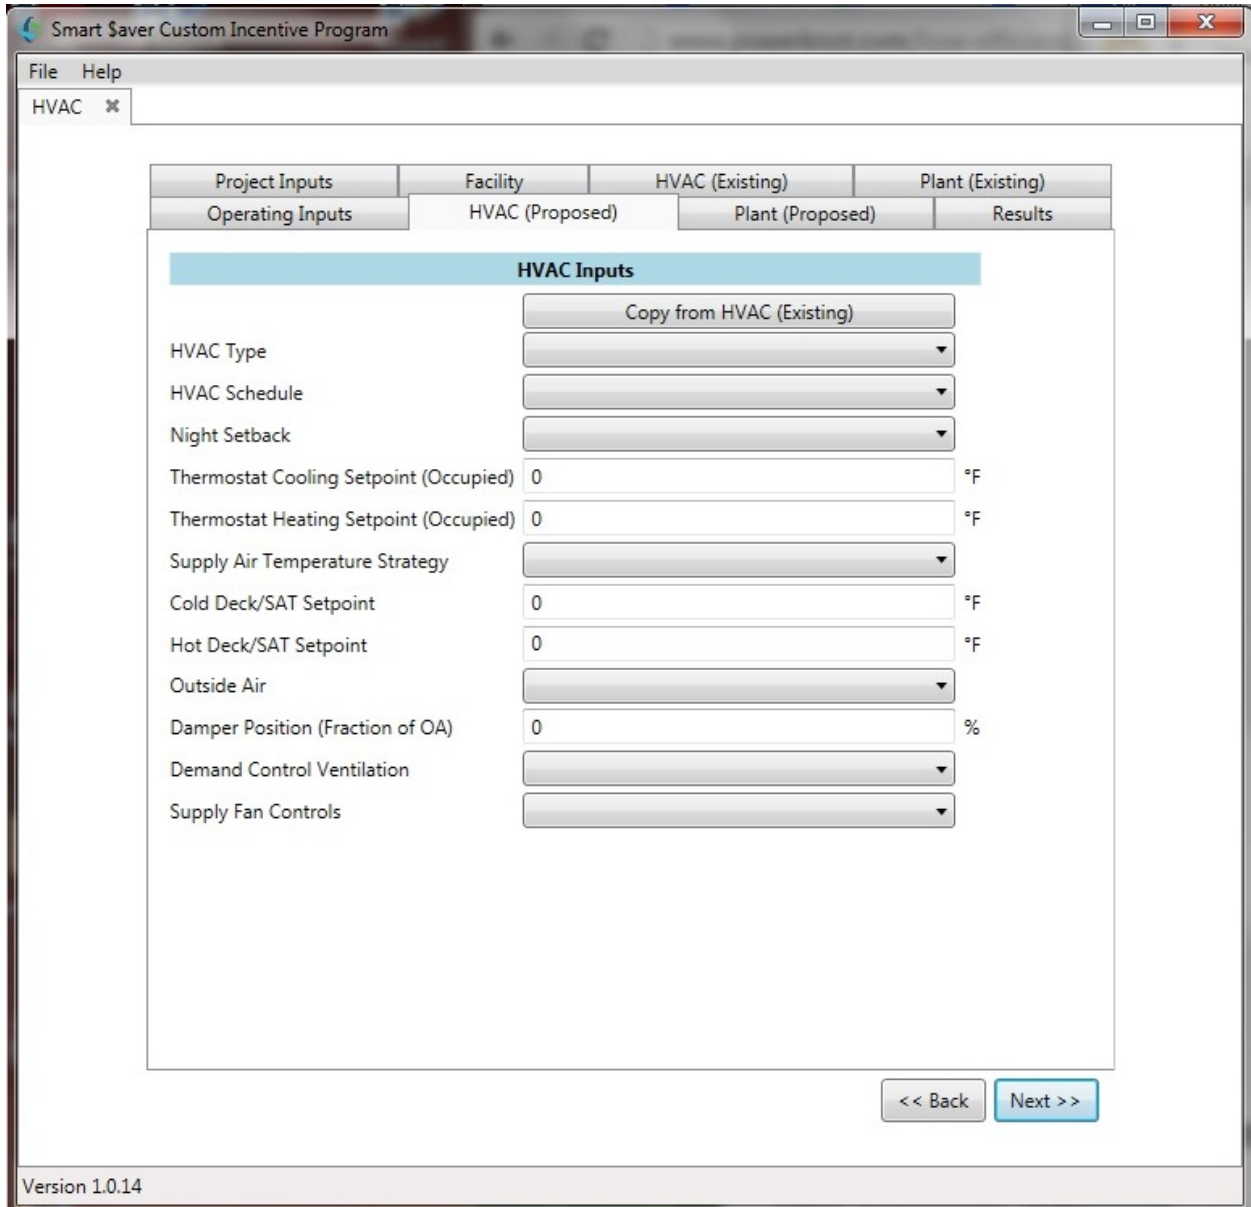 Smart $aver Custom Incentive Program
File Help
HVAC
Project Inputs Facility HVAC (Existing) Plant (Existing)
Operating Inputs HVAC (Proposed) Plant (Proposed) Results
HVAC Inputs
Copy from HVAC (Existing)
HVAC Type
HVAC Schedule
Night Setback
Thermostat Cooling Setpoint (Occupied) 0 °F
Thermostat Heating Setpoint (Occupied) 0 °F
Supply Air Temperature Strategy
Cold Deck/SAT Setpoint 0 °F
Hot Deck/SAT Setpoint 0 °F
Outside Air
Damper Position (Fraction of OA) 0 %
Demand Control Ventilation
Supply Fan Controls
<< Back Next >>
Version 1.0.14